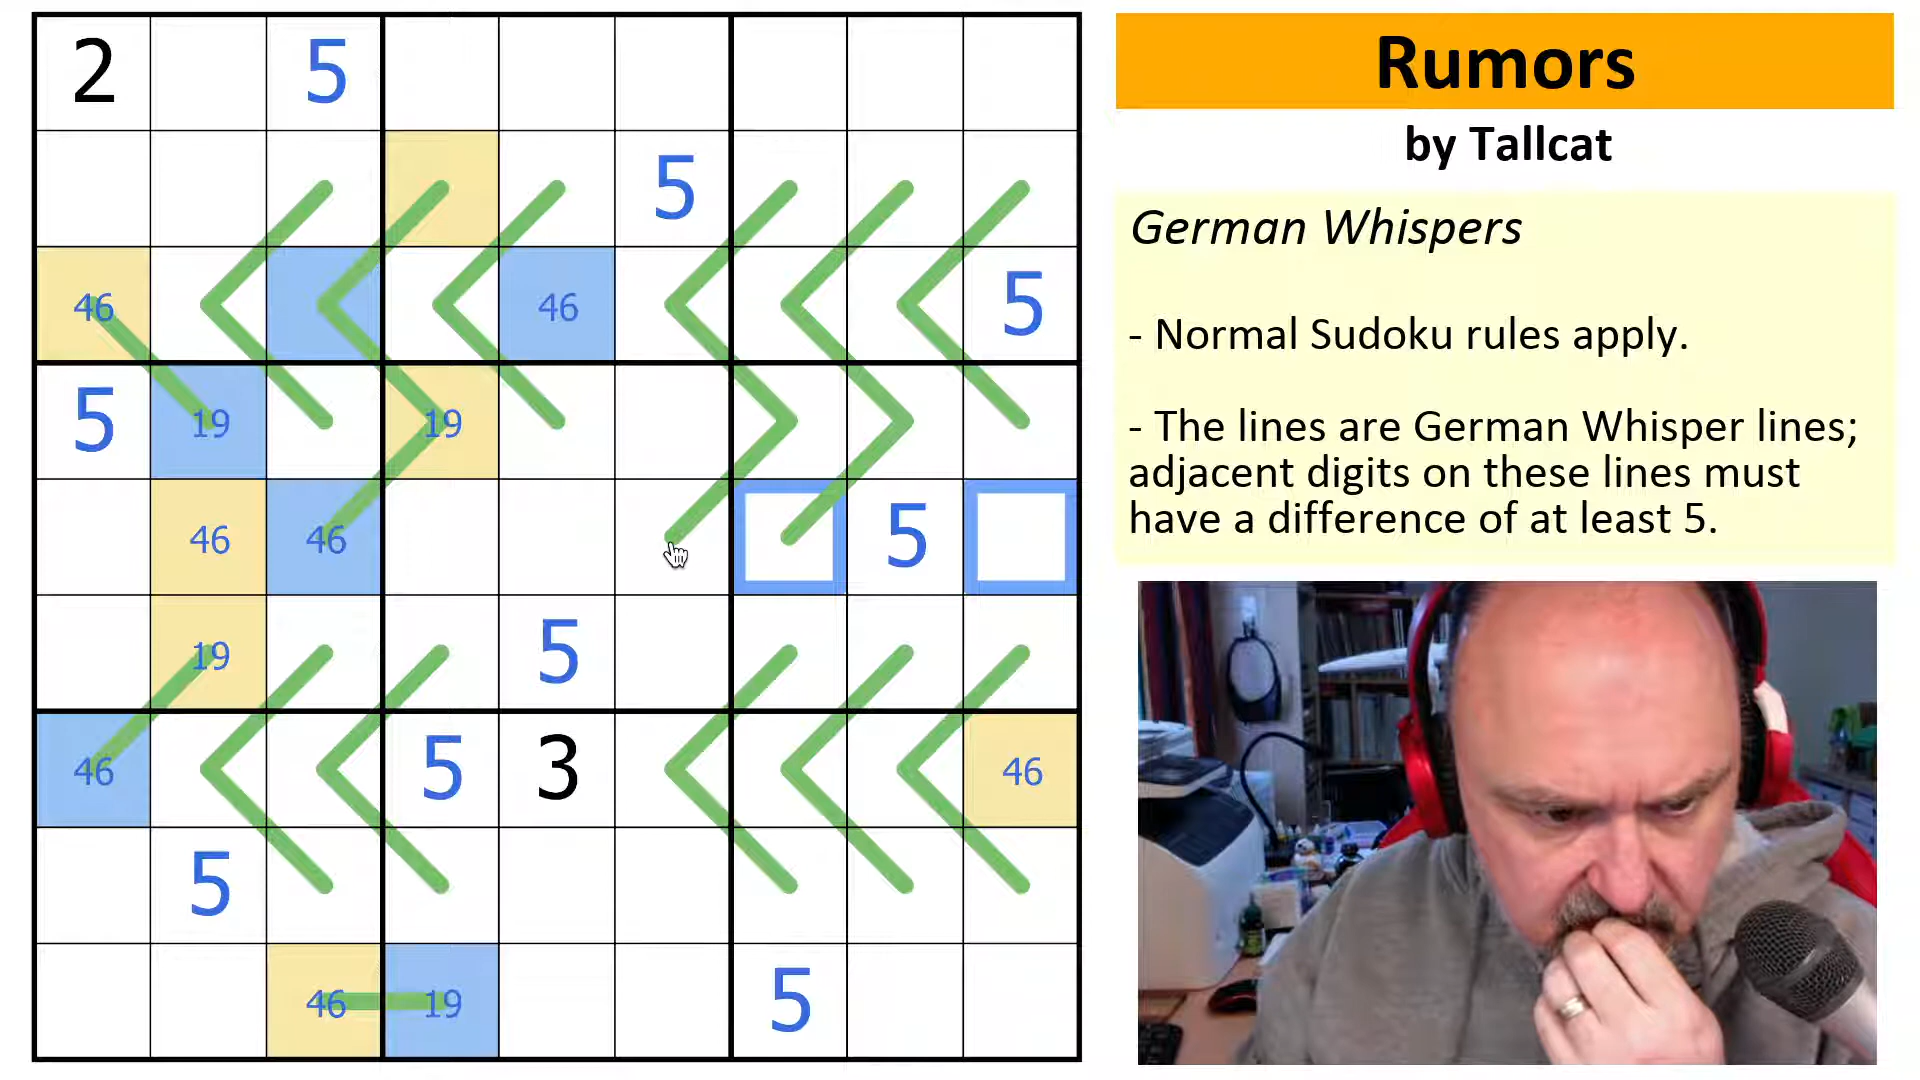 2 5
5
46 46 5
5 19 19
46 46 5
19 5
46 5 3 46
5
46 19 5
Rumors
by Tallcat
German Whispers
- Normal Sudoku rules apply.
- The lines are German Whisper lines;
adjacent digits on these lines must
have a difference of at least 5.